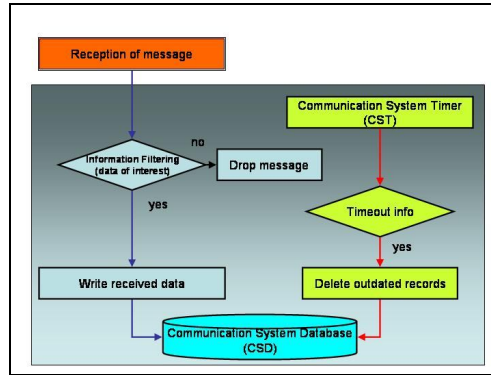 Reception of message
Communication System Timer
(CST)
Information Filtering
(data of interest)
no
Drop message
Timeout info
yes
yes
Write received data
Delete outdated records
Communication System Database
(CSD)